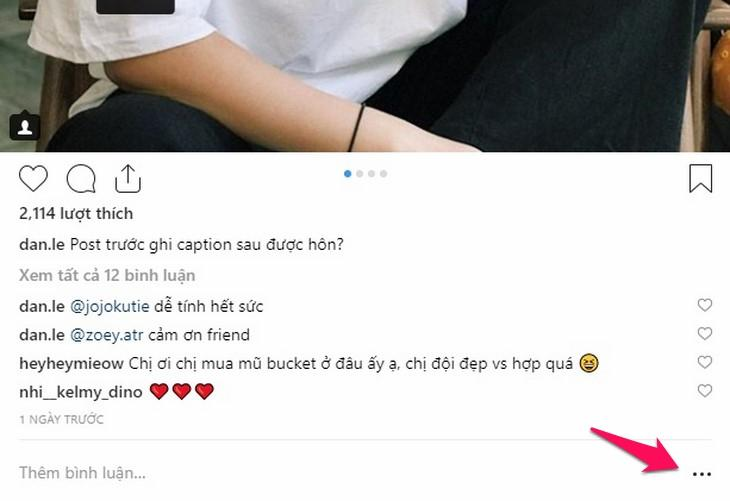 2,114 lượt thích
dan.le Post trước ghi caption sau được hôn?
Xem tất cả 12 bình luận
dan.le @jojokutie dễ tính hết sức
dan.le @zoey.atr cảm ơn friend
heyheymieow Chị ơi chị mua mũ bucket ở đâu ấy ạ, chị đội đẹp vs hợp quá 😆
nhi__kelmy_dino ❤️❤️❤️
1 NGÀY TRƯỚC
Thêm bình luận...